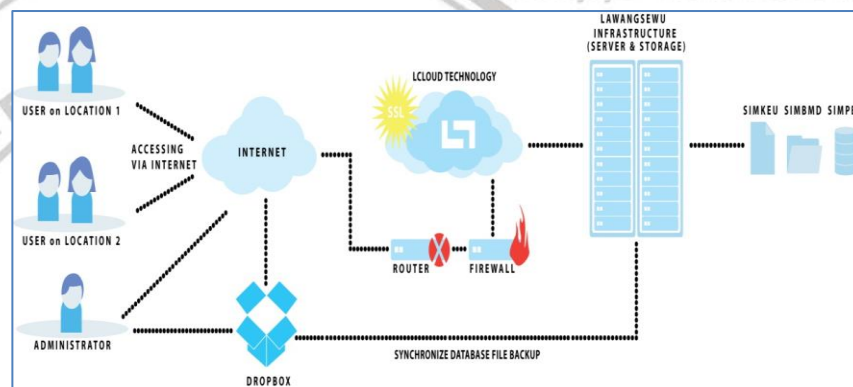 LAWANGSEWU
INFRASTRUCTURE
(SERVER & STORAGE)
LCLOUD TECHNOLOGY
SSL
USER on LOCATION 1
ACCESSING
VIA INTERNET
INTERNET
SIMKEU SIMBMD SIMPE
USER on LOCATION 2
ROUTER
FIREWALL
ADMINISTRATOR
SYNCHRONIZE DATABASE FILE BACKUP
DROPBOX